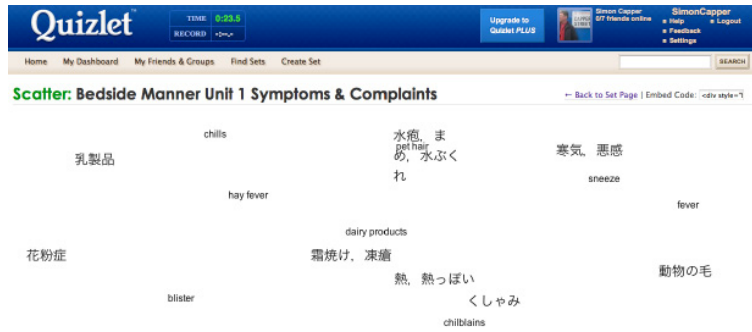 Quizlet
TIME 0:23.5
RECORD -:--.-
Upgrade to
Quizlet PLUS
Simon Capper
0/7 friends online
SimonCapper
Help
Logout
Feedback
Settings
Home
My Dashboard
My Friends & Groups
Find Sets
Create Set
SEARCH
Scatter: Bedside Manner Unit 1 Symptoms & Complaints
← Back to Set Page | Embed Code: <div style="
chills
水疱，ま
め，水ぶく
れ
pet hair
寒気，悪感
乳製品
sneeze
hay fever
fever
dairy products
花粉症
霜焼け，凍瘡
熱，熱っぽい
動物の毛
blister
くしゃみ
chilblains